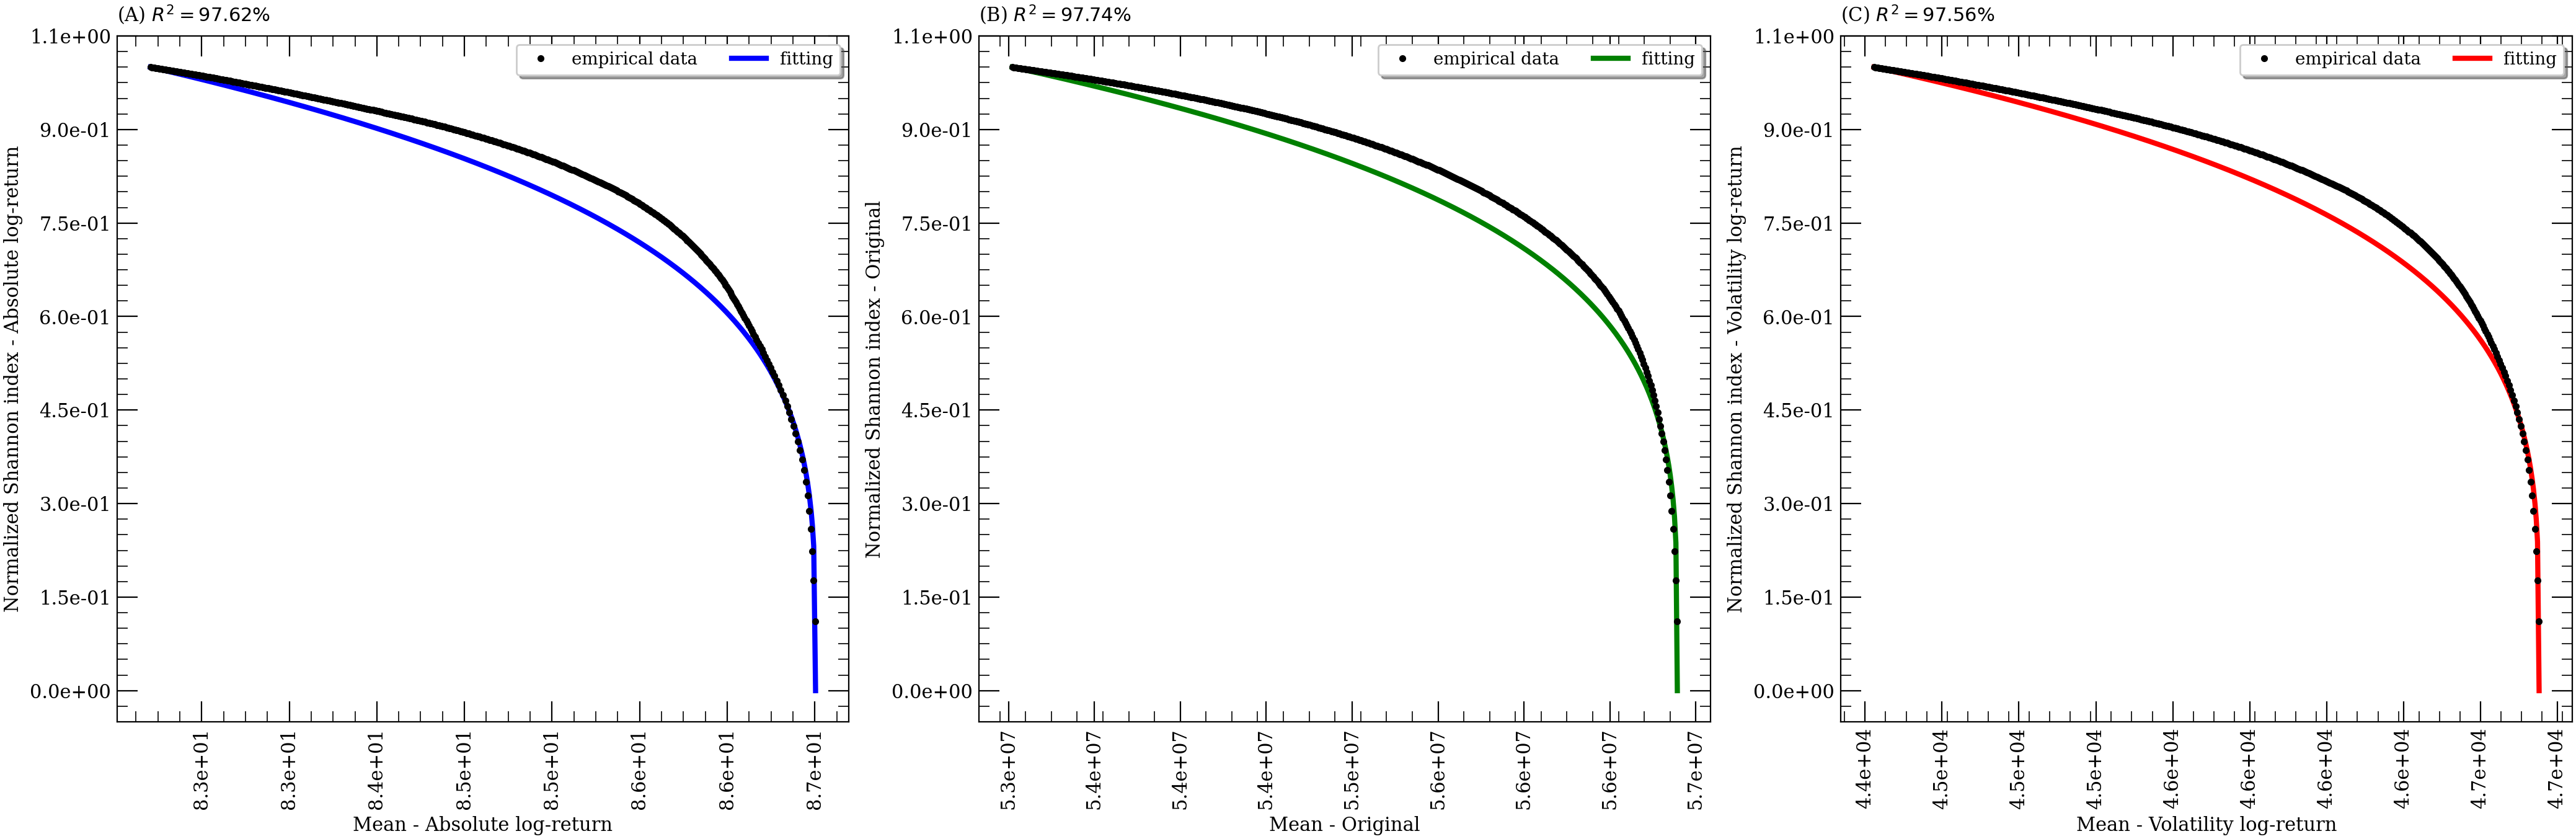 (A) R² = 97.62%
1.1e+00
9.0e-01
7.5e-01
6.0e-01
4.5e-01
3.0e-01
1.5e-01
0.0e+00
Normalized Shannon index - Absolute log-return
empirical data
fitting
8.3e+01
8.3e+01
8.4e+01
8.5e+01
8.5e+01
8.6e+01
8.6e+01
8.7e+01
Mean - Absolute log-return
(B) R² = 97.74%
1.1e+00
9.0e-01
7.5e-01
6.0e-01
4.5e-01
3.0e-01
1.5e-01
0.0e+00
Normalized Shannon index - Original
empirical data
fitting
5.3e+07
5.4e+07
5.4e+07
5.4e+07
5.5e+07
5.6e+07
5.6e+07
5.6e+07
5.7e+07
Mean - Original
(C) R² = 97.56%
1.1e+00
9.0e-01
7.5e-01
6.0e-01
4.5e-01
3.0e-01
1.5e-01
0.0e+00
Normalized Shannon index - Volatility log-return
empirical data
fitting
4.4e+04
4.5e+04
4.5e+04
4.5e+04
4.6e+04
4.6e+04
4.6e+04
4.6e+04
4.7e+04
4.7e+04
Mean - Volatility log-return